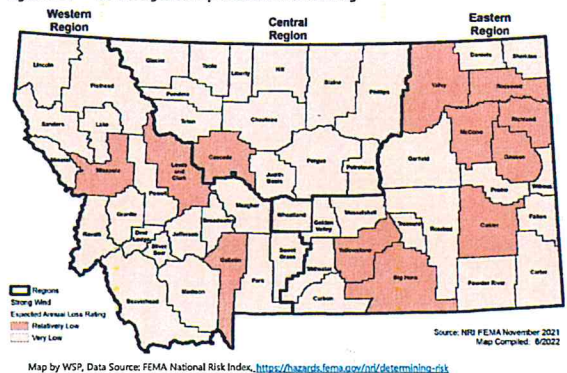 Western
Region
Central
Region
Eastern
Region
Lincoln
Flathead
Glacier
Toole
Liberty
Hill
Blaine
Phillips
Valley
Daniels
Sheridan
Roosevelt
Pondera
Teton
Chouteau
Sanders
Lake
Missoula
Powell
Lewis
and
Clark
Cascade
Judith
Basin
Fergus
Petroleum
Garfield
McCone
Richland
Dawson
Prairie
Wibaux
Granite
Ravalli
Deer
Lodge
Silver
Bow
Jefferson
Broadwater
Meagher
Wheatland
Golden
Valley
Musselshell
Treasure
Rosebud
Custer
Fallon
Beaverhead
Madison
Gallatin
Park
Sweet
Grass
Stillwater
Carbon
Yellowstone
Big Horn
Powder River
Carter
Regions
Strong Wind
Expected Annual Loss Rating
Relatively Low
Very Low
Source: NRI FEMA November 2021
Map Compiled: 6/2022
Map by WSP, Data Source: FEMA National Risk Index, https://hazards.fema.gov/nri/determining-risk